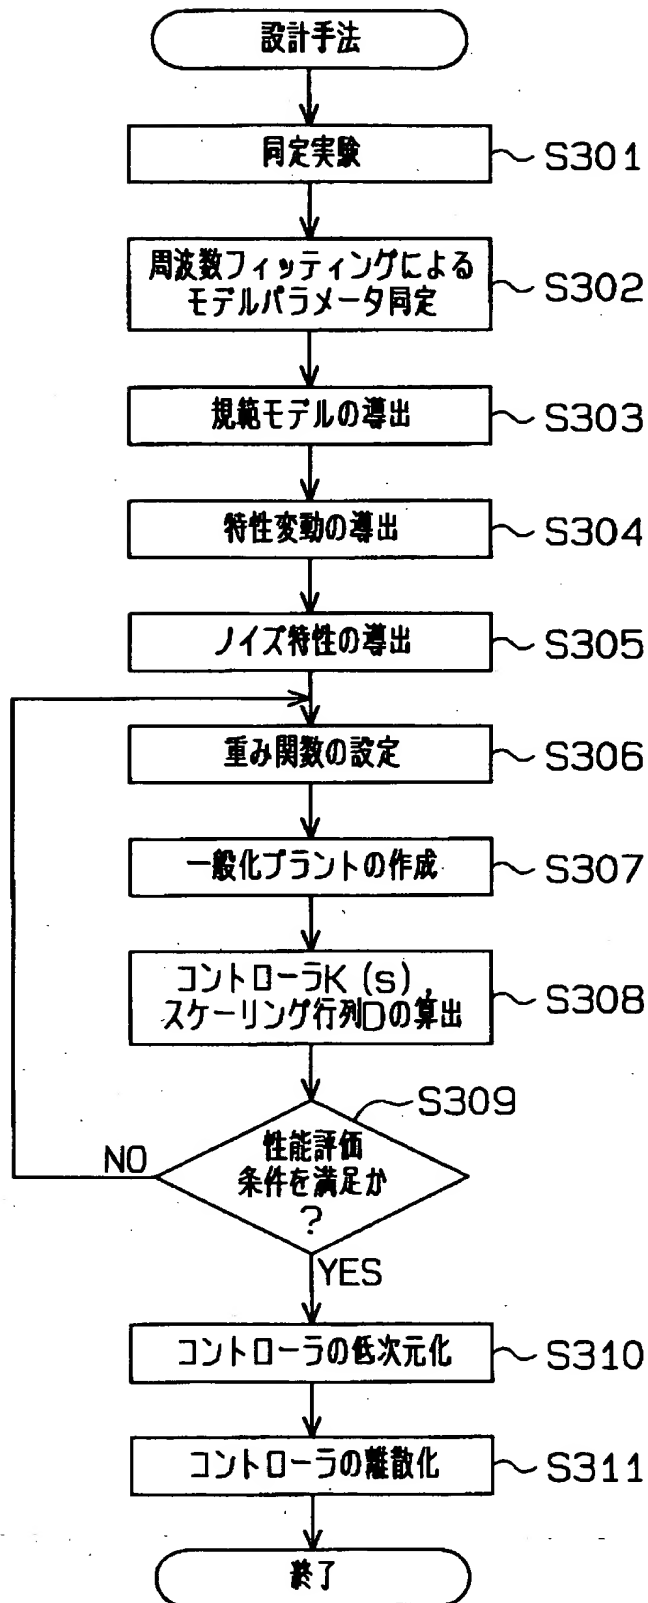 設計手法
同定実験
S301
周波数フィッティングによる
モデルパラメータ同定
S302
規範モデルの導出
S303
特性変動の導出
S304
ノイズ特性の導出
S305
重み関数の設定
S306
一般化プラントの作成
S307
コントローラK(s),
スケーリング行列Dの算出
S308
S309
性能評価
条件を満足か
?
NO
YES
コントローラの低次元化
S310
コントローラの離散化
S311
終了